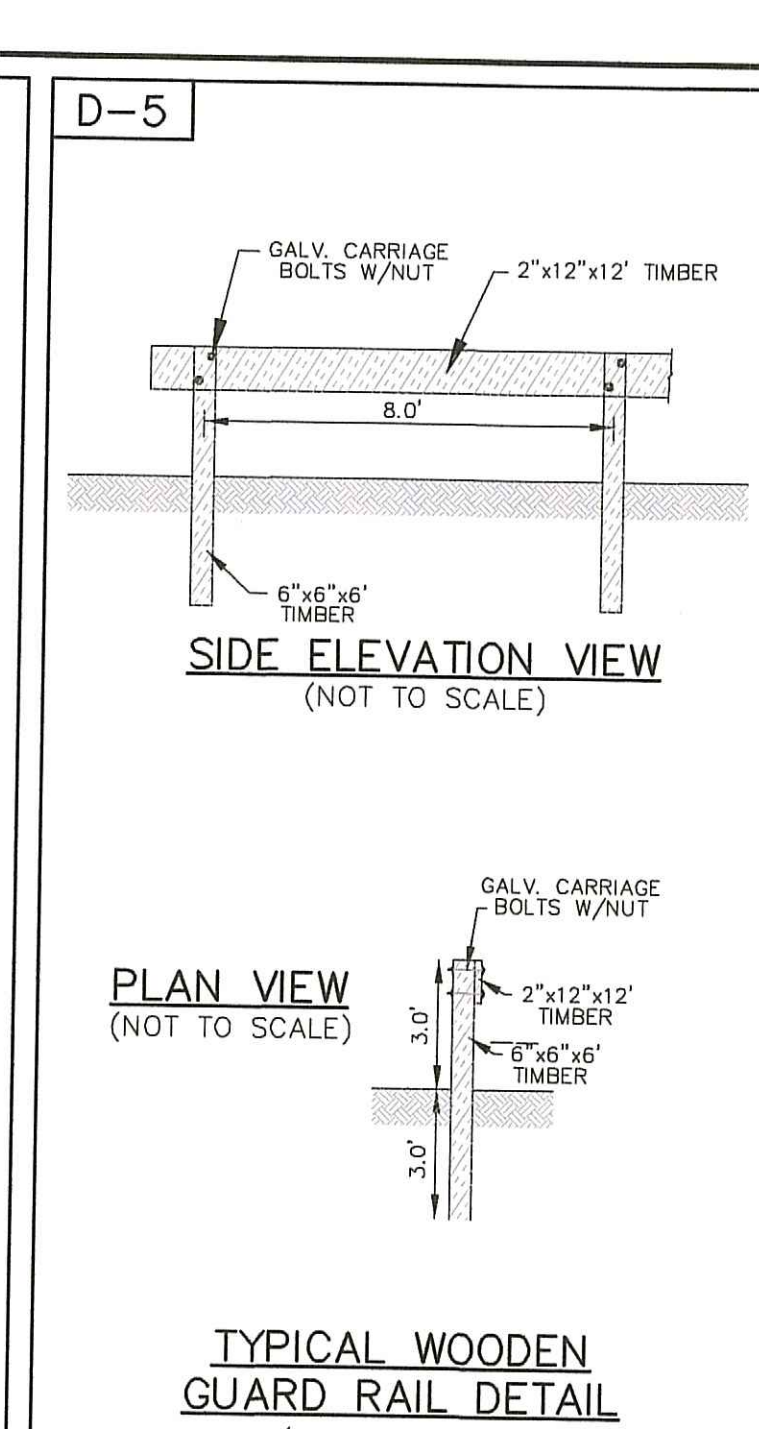 D-5
GALV. CARRIAGE
BOLTS W/NUT
2"x12"x12' TIMBER
8.0'
6"x6"x6'
TIMBER
SIDE ELEVATION VIEW
(NOT TO SCALE)
GALV. CARRIAGE
BOLTS W/NUT
PLAN VIEW
(NOT TO SCALE)
3.0'
2"x12"x12'
TIMBER
6"x6"x6'
TIMBER
3.0'
TYPICAL WOODEN
GUARD RAIL DETAIL